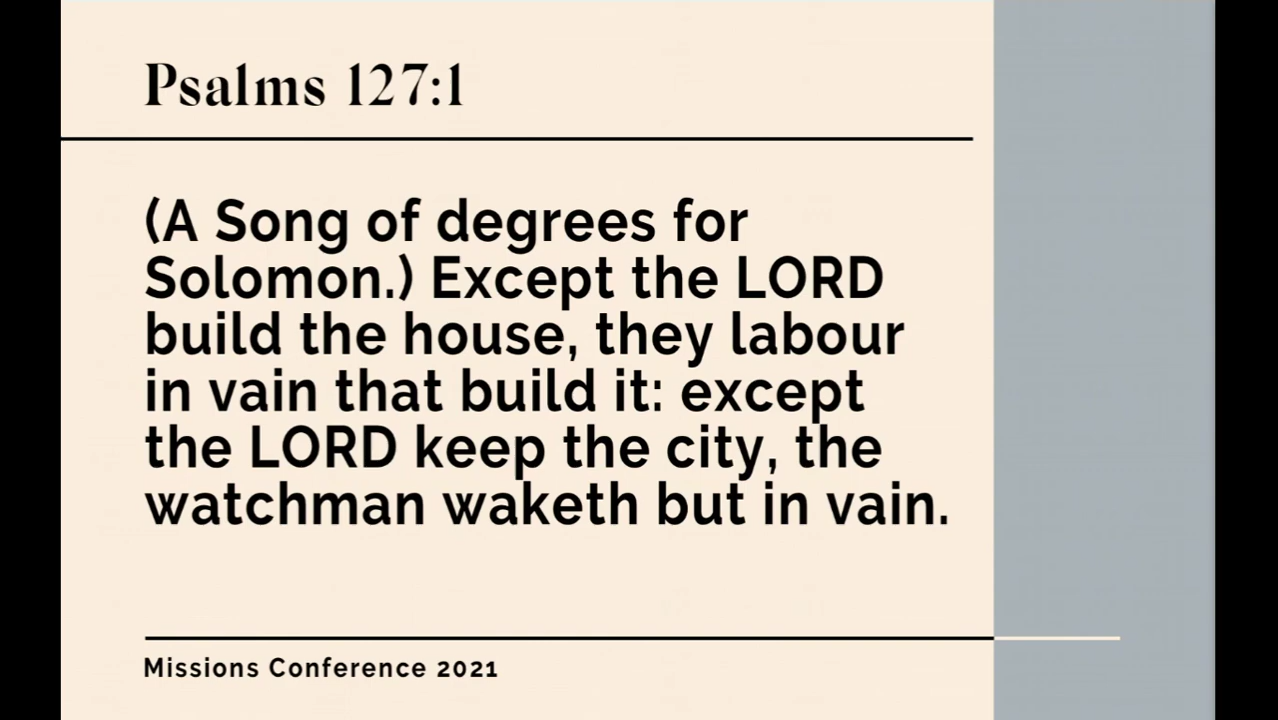 Psalms 127:1
(A Song of degrees for
Solomon.) Except the LORD
build the house, they labour
in vain that build it: except
the LORD keep the city, the
watchman waketh but in vain.
Missions Conference 2021